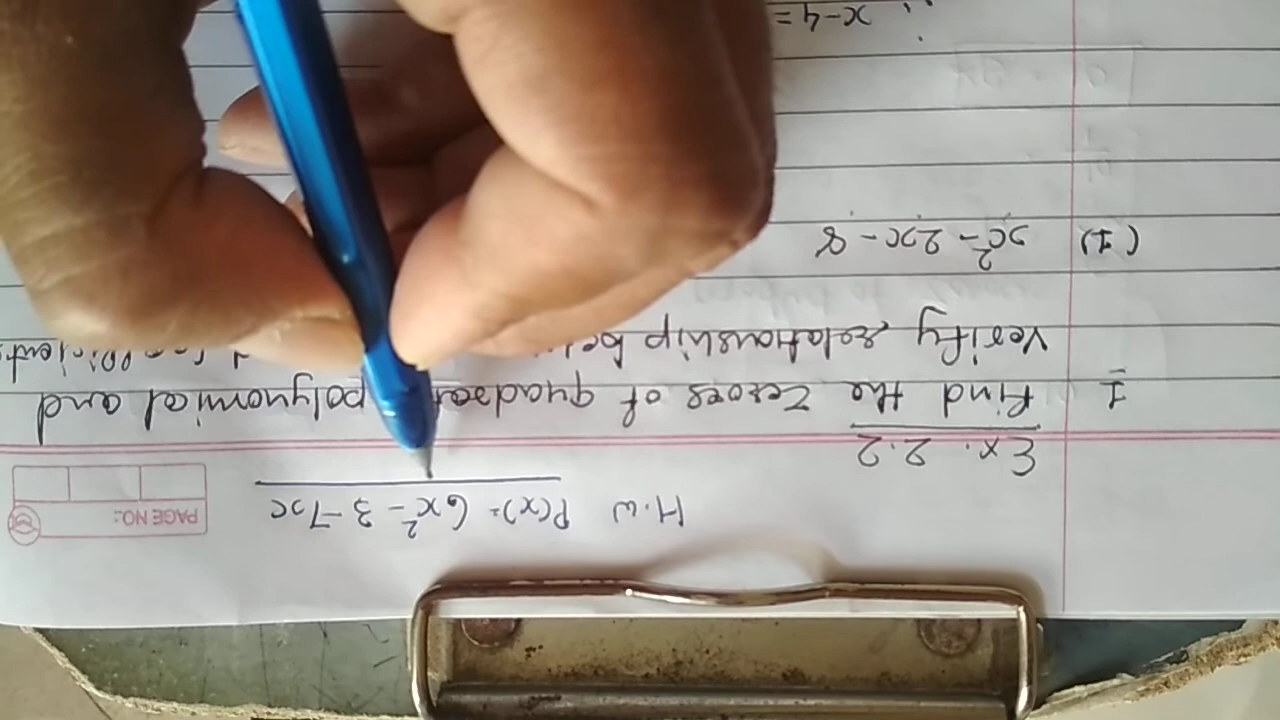 H.W P(x) = 6x² - 3 - 7x
PAGE NO.:
Ex. 2.2
1 Find the zeroes of polynomial and
Verify relationship
(1) x² - 2x - 8
∴ x-4 =